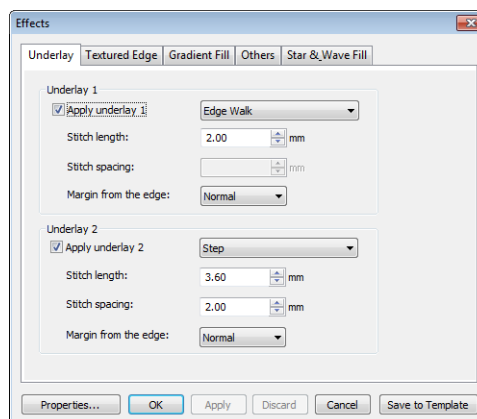 Effects
Underlay Textured Edge Gradient Fill Others Star & Wave Fill
Underlay 1
Apply underlay 1 Edge Walk
Stitch length: 2.00 mm
Stitch spacing: mm
Margin from the edge: Normal
Underlay 2
Apply underlay 2 Step
Stitch length: 3.60 mm
Stitch spacing: 2.00 mm
Margin from the edge: Normal
Properties... OK Apply Discard Cancel Save to Template